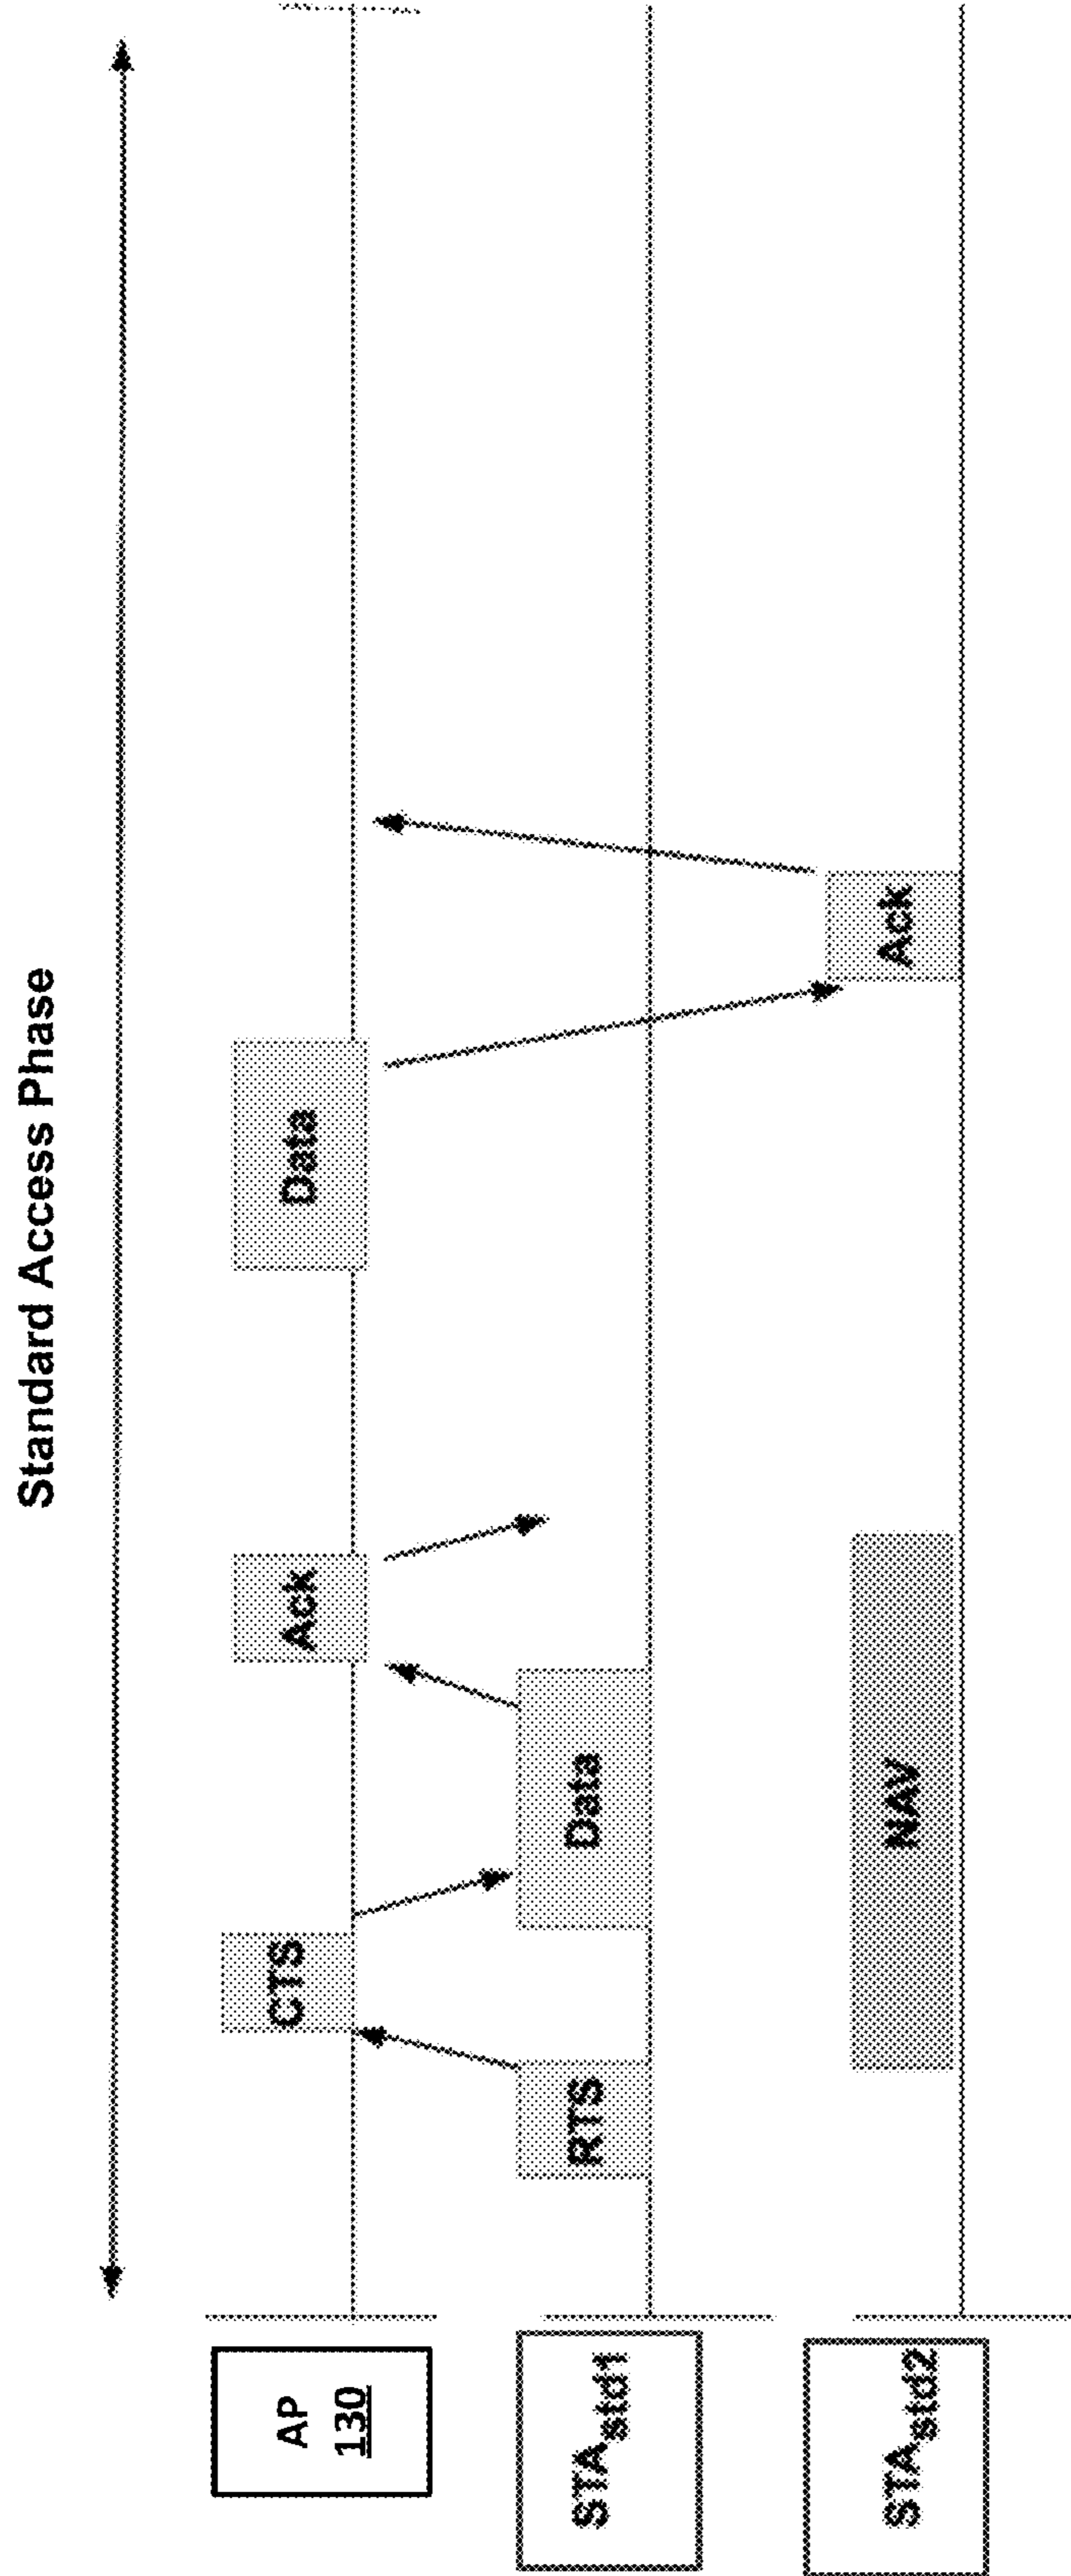 Standard Access Phase
AP
130
CTS
Ack
Data
STAstd1
RTS
Data
STAstd2
NAV
Ack